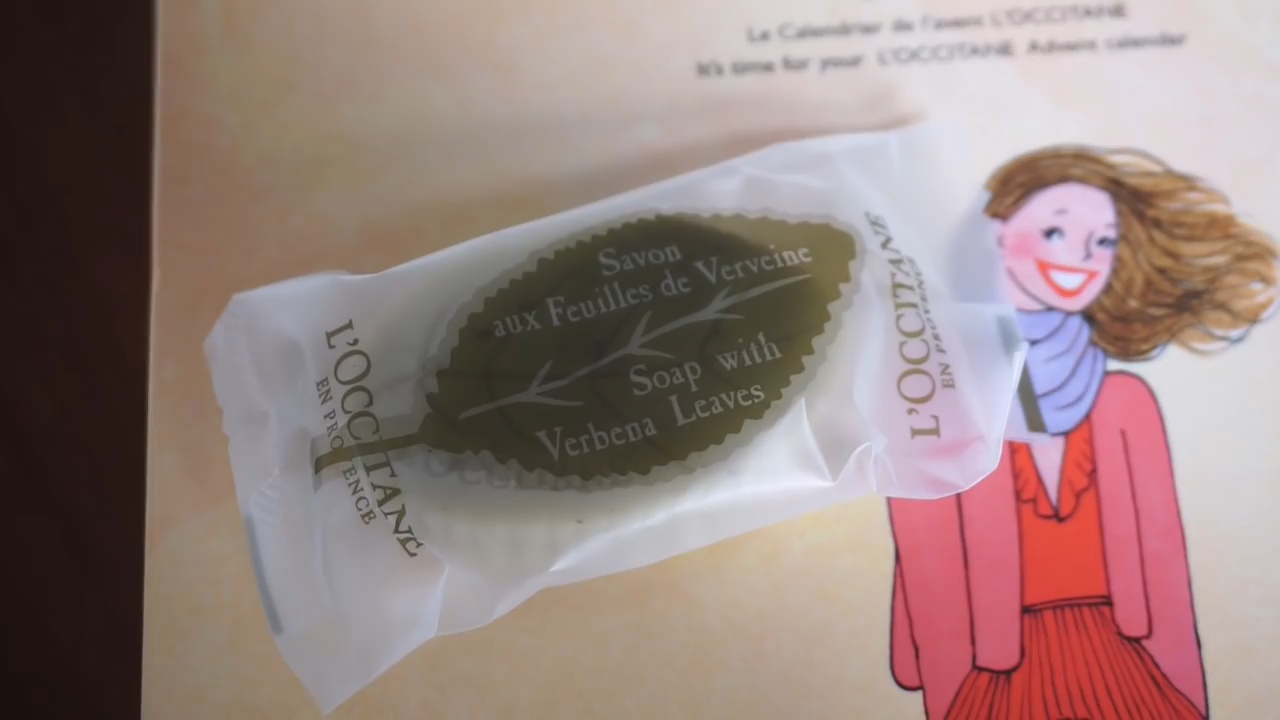 Le Calendrier de l'avent L'OCCITANE
It's time for your L'OCCITANE Advent calendar
Savon
aux Feuilles de Verveine
Soap with
Verbena Leaves
L'OCCITANE
EN PROVENCE
L'OCCITANE
EN PROVENCE